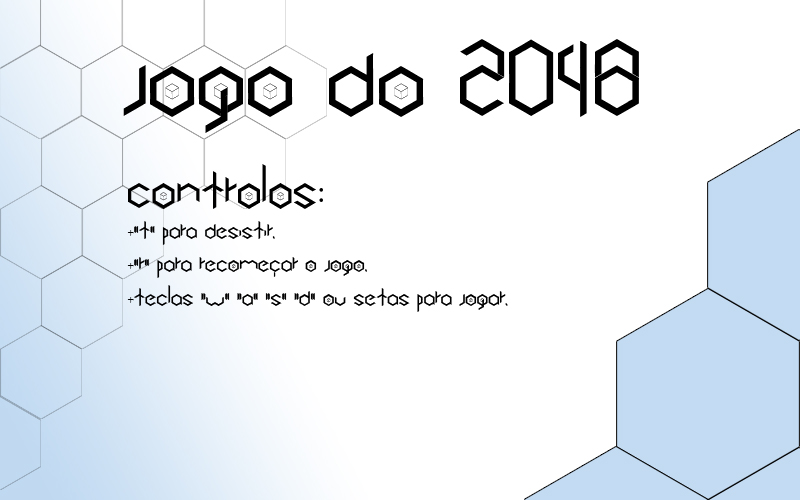 jogo do 2048
controlos:
+"t" para desistir.
+"r" para recomeçar o jogo.
+teclas "w" "a" "s" "d" ou setas para jogar.